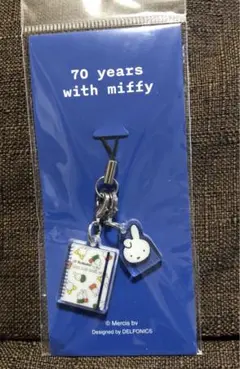 70 years
with miffy
© Mercis bv
Designed by DELFONICS